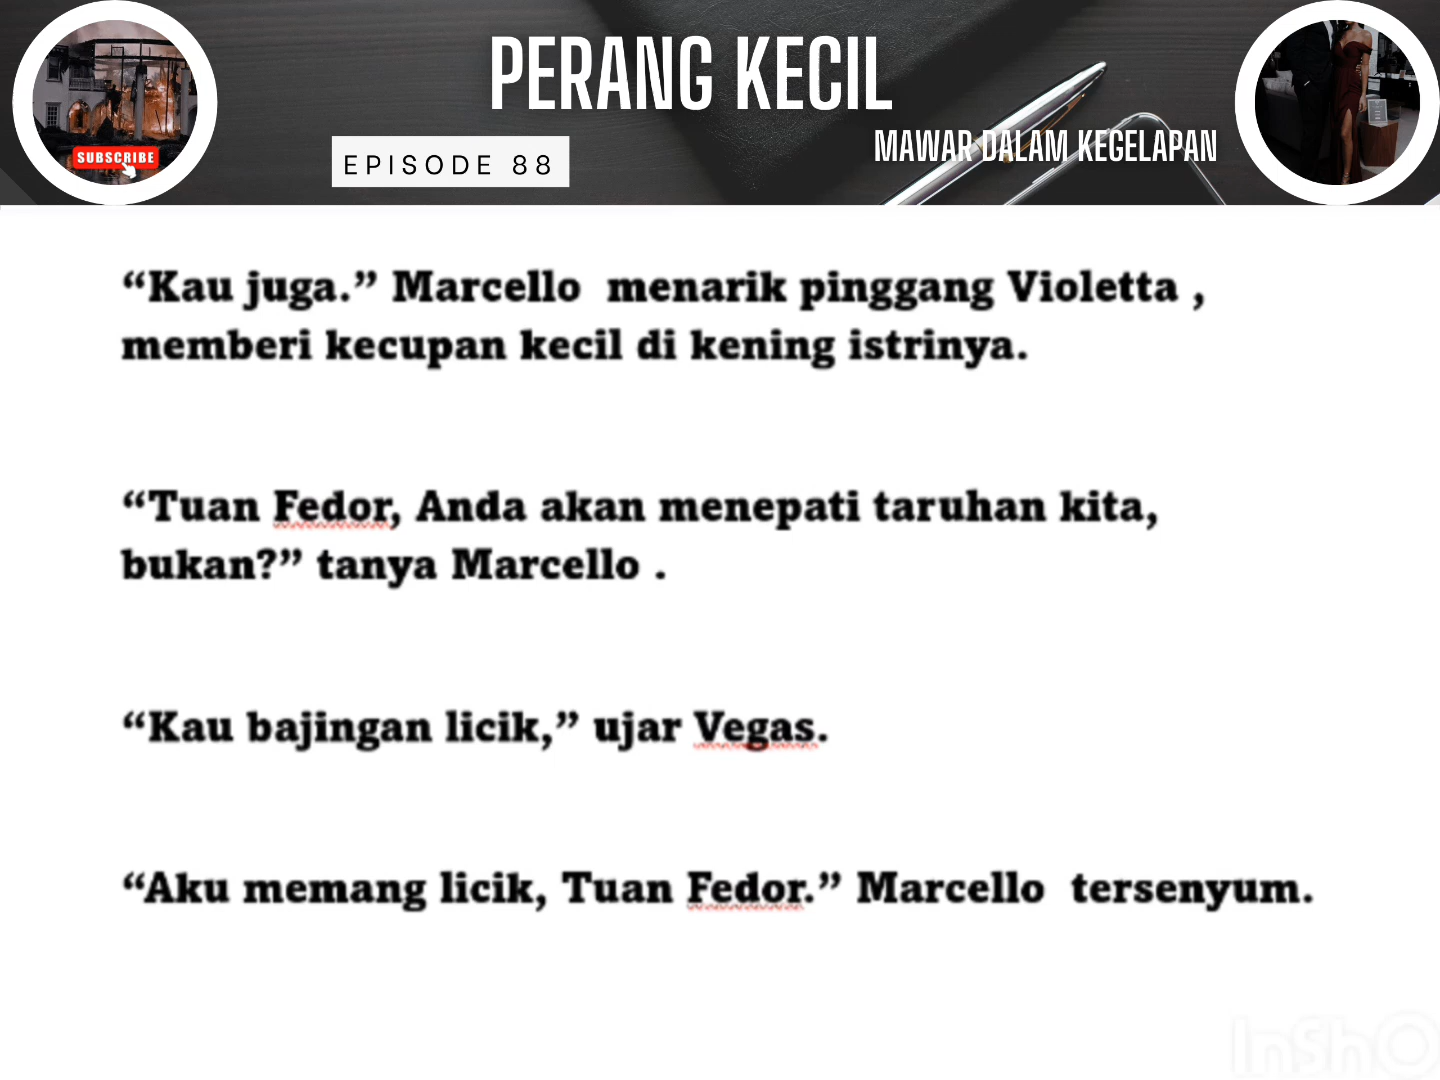 PERANG KECIL
MAWAR DALAM KEGELAPAN
EPISODE 88
SUBSCRIBE
“Kau juga.” Marcello menarik pinggang Violetta ,
memberi kecupan kecil di kening istrinya.
“Tuan Fedor, Anda akan menepati taruhan kita,
bukan?” tanya Marcello .
“Kau bajingan licik,” ujar Vegas.
“Aku memang licik, Tuan Fedor.” Marcello tersenyum.
InShO